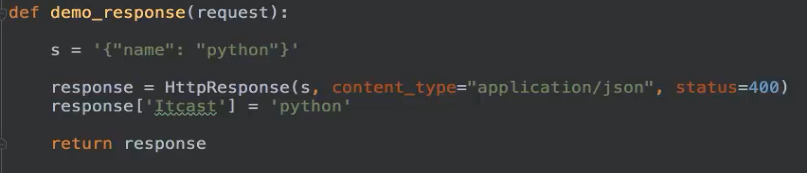 def demo_response(request):
s = '{"name": "python"}'
response = HttpResponse(s, content_type="application/json", status=400)
response['Itcast'] = 'python'
return response